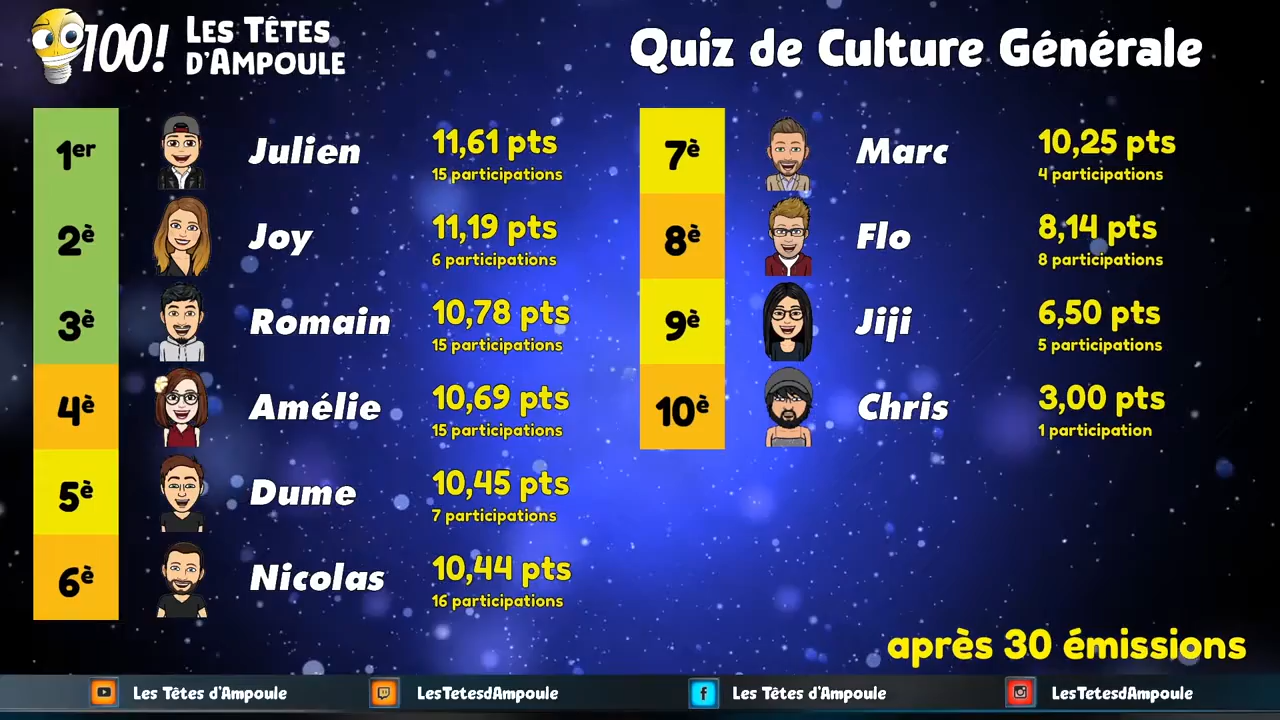 100! LES TÊTES
D'AMPOULE
Quiz de Culture Générale
1er Julien 11,61 pts
15 participations
2è Joy 11,19 pts
6 participations
3è Romain 10,78 pts
15 participations
4è Amélie 10,69 pts
15 participations
5è Dume 10,45 pts
7 participations
6è Nicolas 10,44 pts
16 participations
7è Marc 10,25 pts
4 participations
8è Flo 8,14 pts
8 participations
9è Jiji 6,50 pts
5 participations
10è Chris 3,00 pts
1 participation
après 30 émissions
Les Têtes d'Ampoule LesTetesdAmpoule f Les Têtes d'Ampoule LesTetesdAmpoule